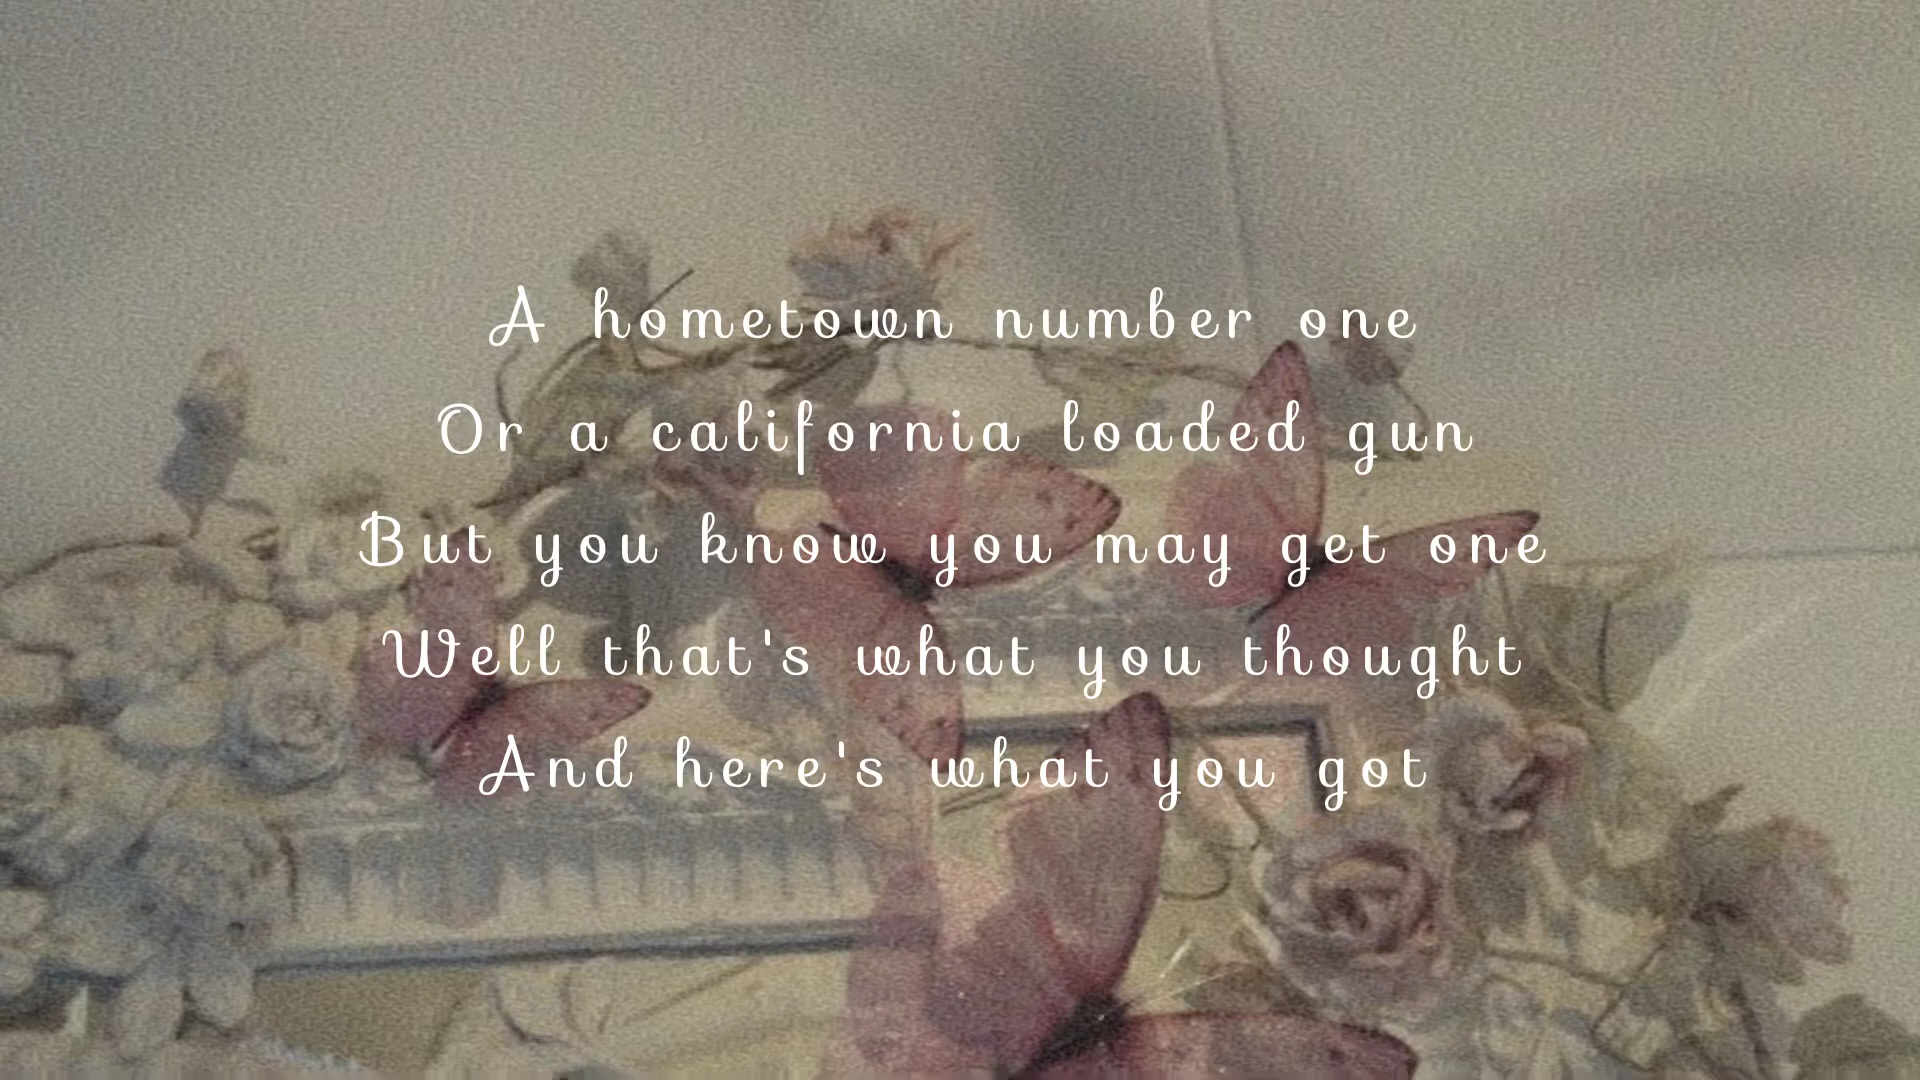 A hometown number one
Or a california loaded gun
But you know you may get one
Well that's what you thought
And here's what you got